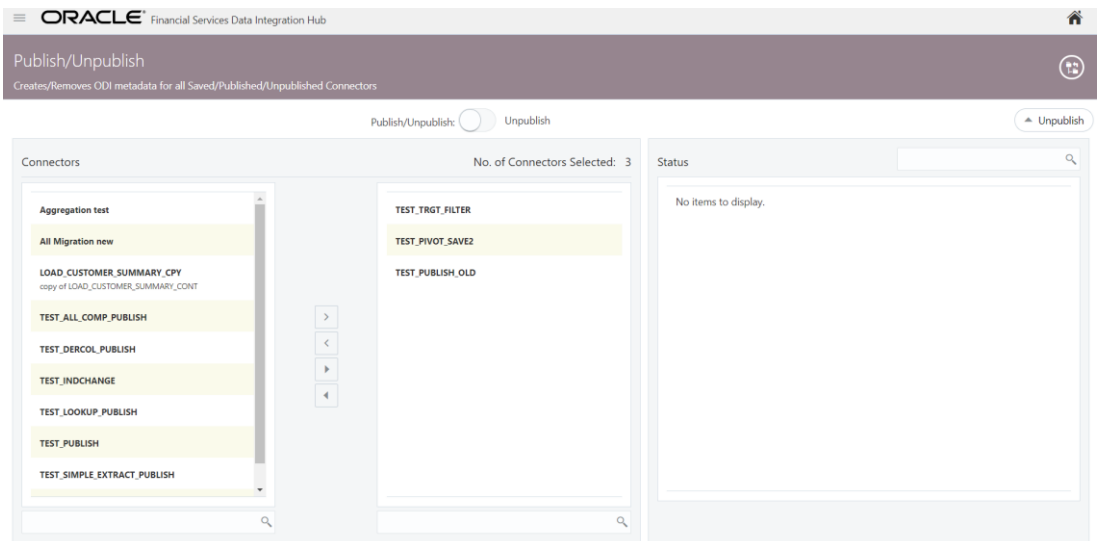 ORACLE® Financial Services Data Integration Hub
Publish/Unpublish
Creates/Removes ODI metadata for all Saved/Published/Unpublished Connectors
Publish/Unpublish: Unpublish
Unpublish
Connectors
No. of Connectors Selected: 3
Aggregation test
All Migration new
LOAD_CUSTOMER_SUMMARY_CPY
copy of LOAD_CUSTOMER_SUMMARY_CONT
TEST_ALL_COMP_PUBLISH
TEST_DERCOL_PUBLISH
TEST_INDCHANGE
TEST_LOOKUP_PUBLISH
TEST_PUBLISH
TEST_SIMPLE_EXTRACT_PUBLISH
TEST_TRGT_FILTER
TEST_PIVOT_SAVE2
TEST_PUBLISH_OLD
Status
No items to display.